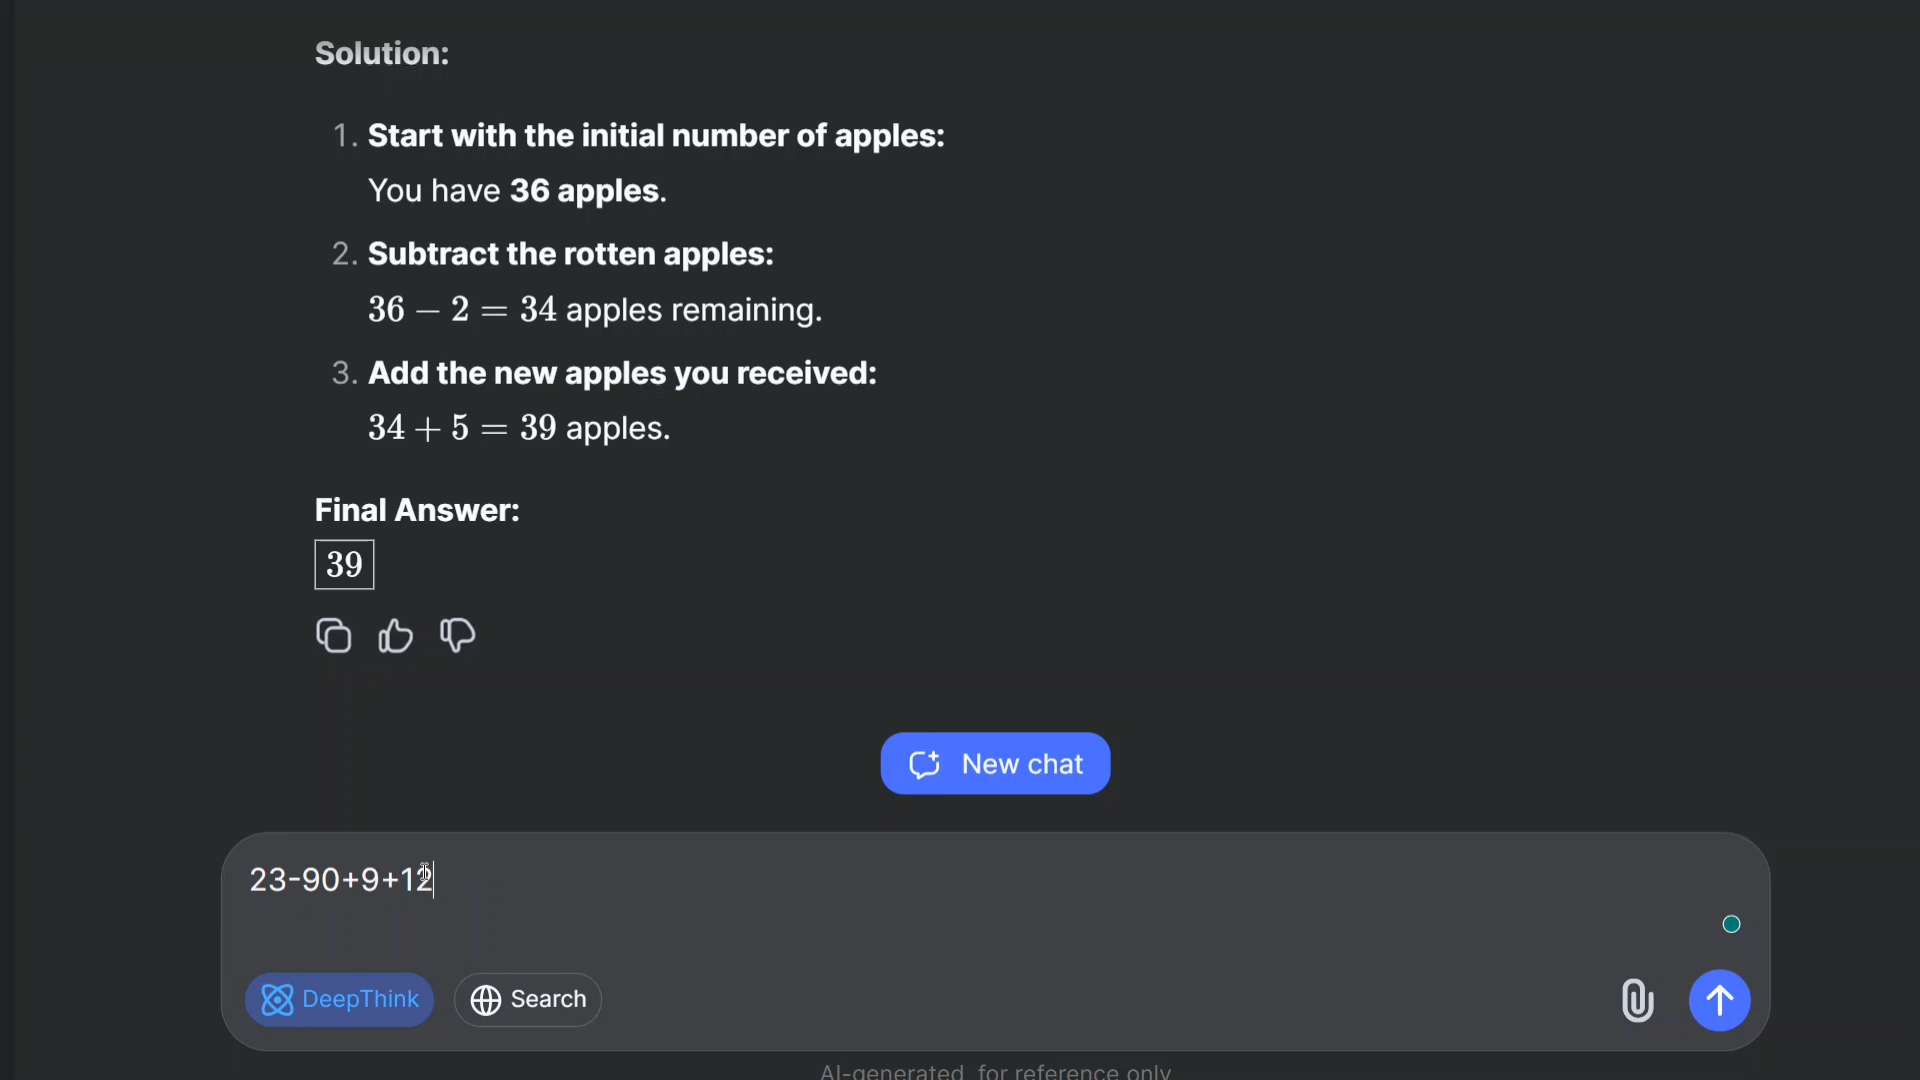 Solution:
1. Start with the initial number of apples:
You have 36 apples.
2. Subtract the rotten apples:
36 − 2 = 34 apples remaining.
3. Add the new apples you received:
34 + 5 = 39 apples.
Final Answer:
39
New chat
23-90+9+12
DeepThink
Search
AI-generated, for reference only